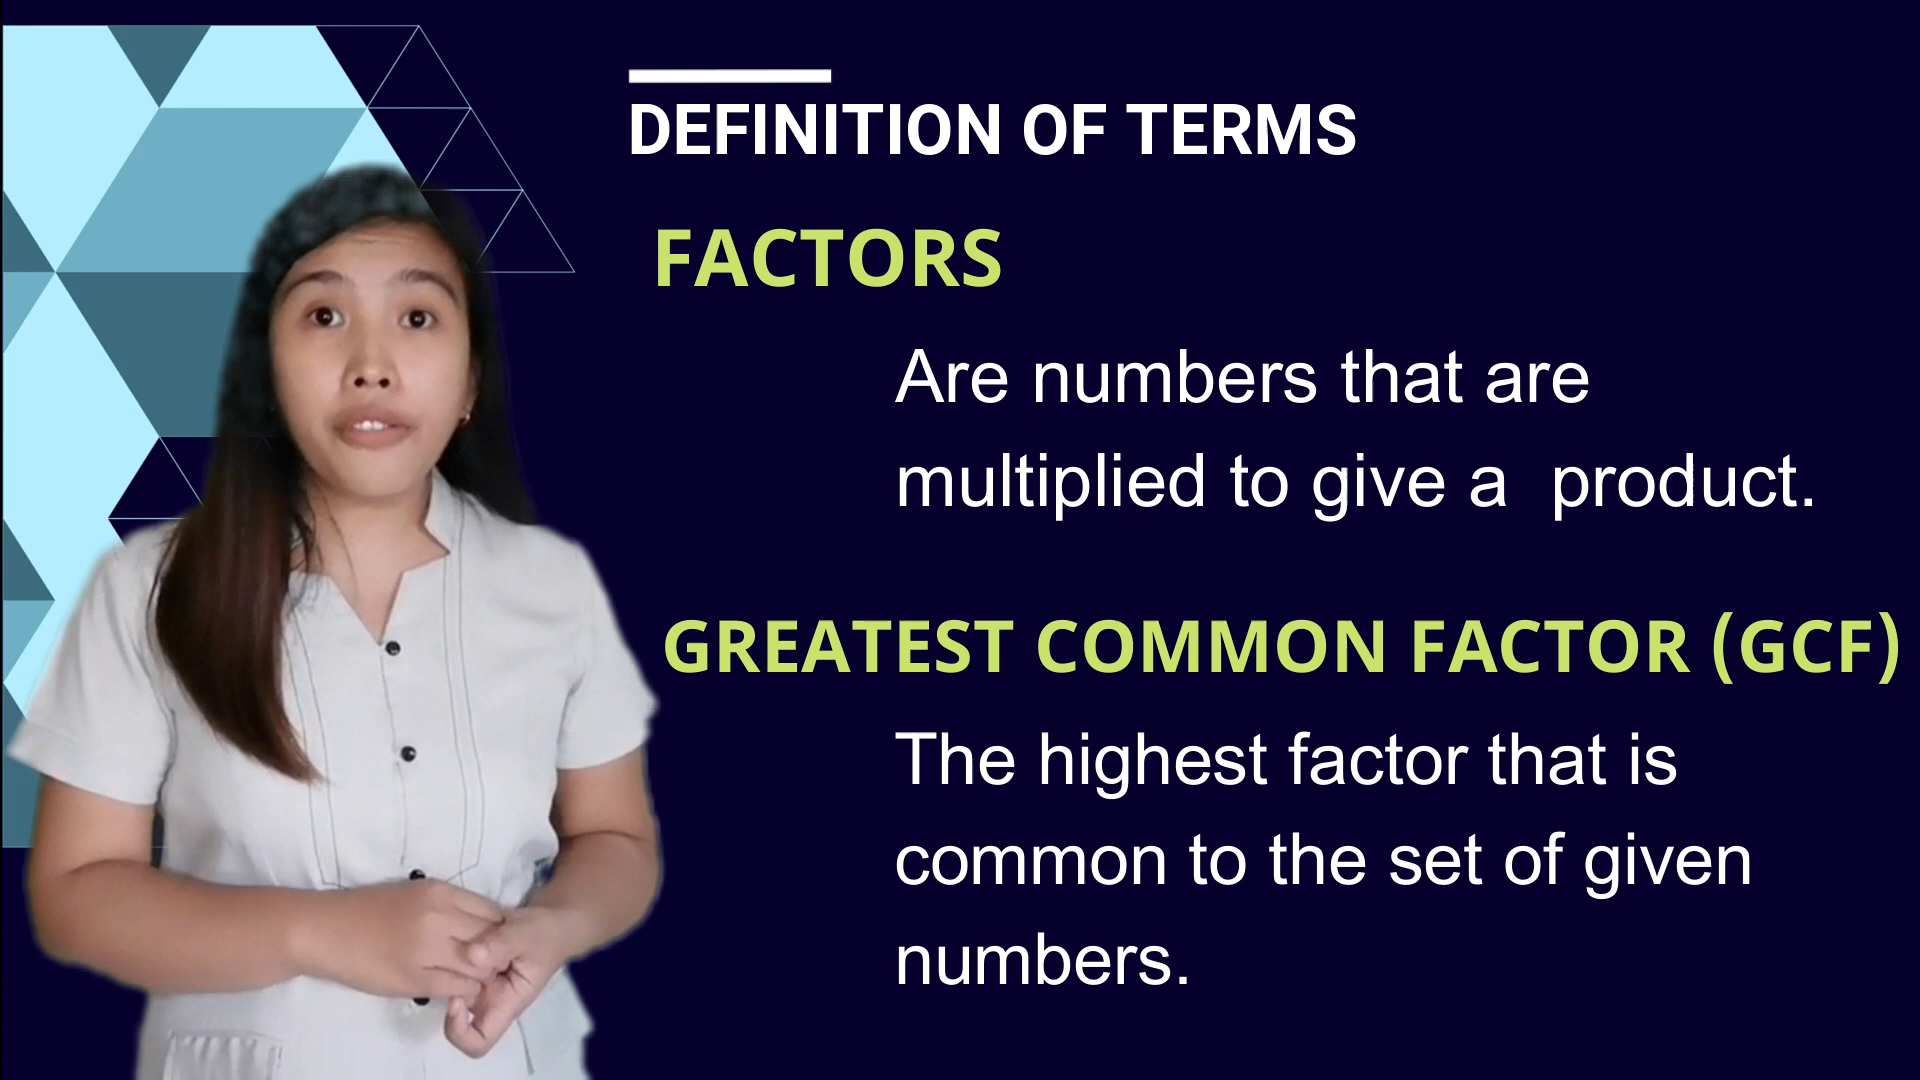 DEFINITION OF TERMS
FACTORS
Are numbers that are
multiplied to give a  product.
GREATEST COMMON FACTOR (GCF)
The highest factor that is
common to the set of given
numbers.